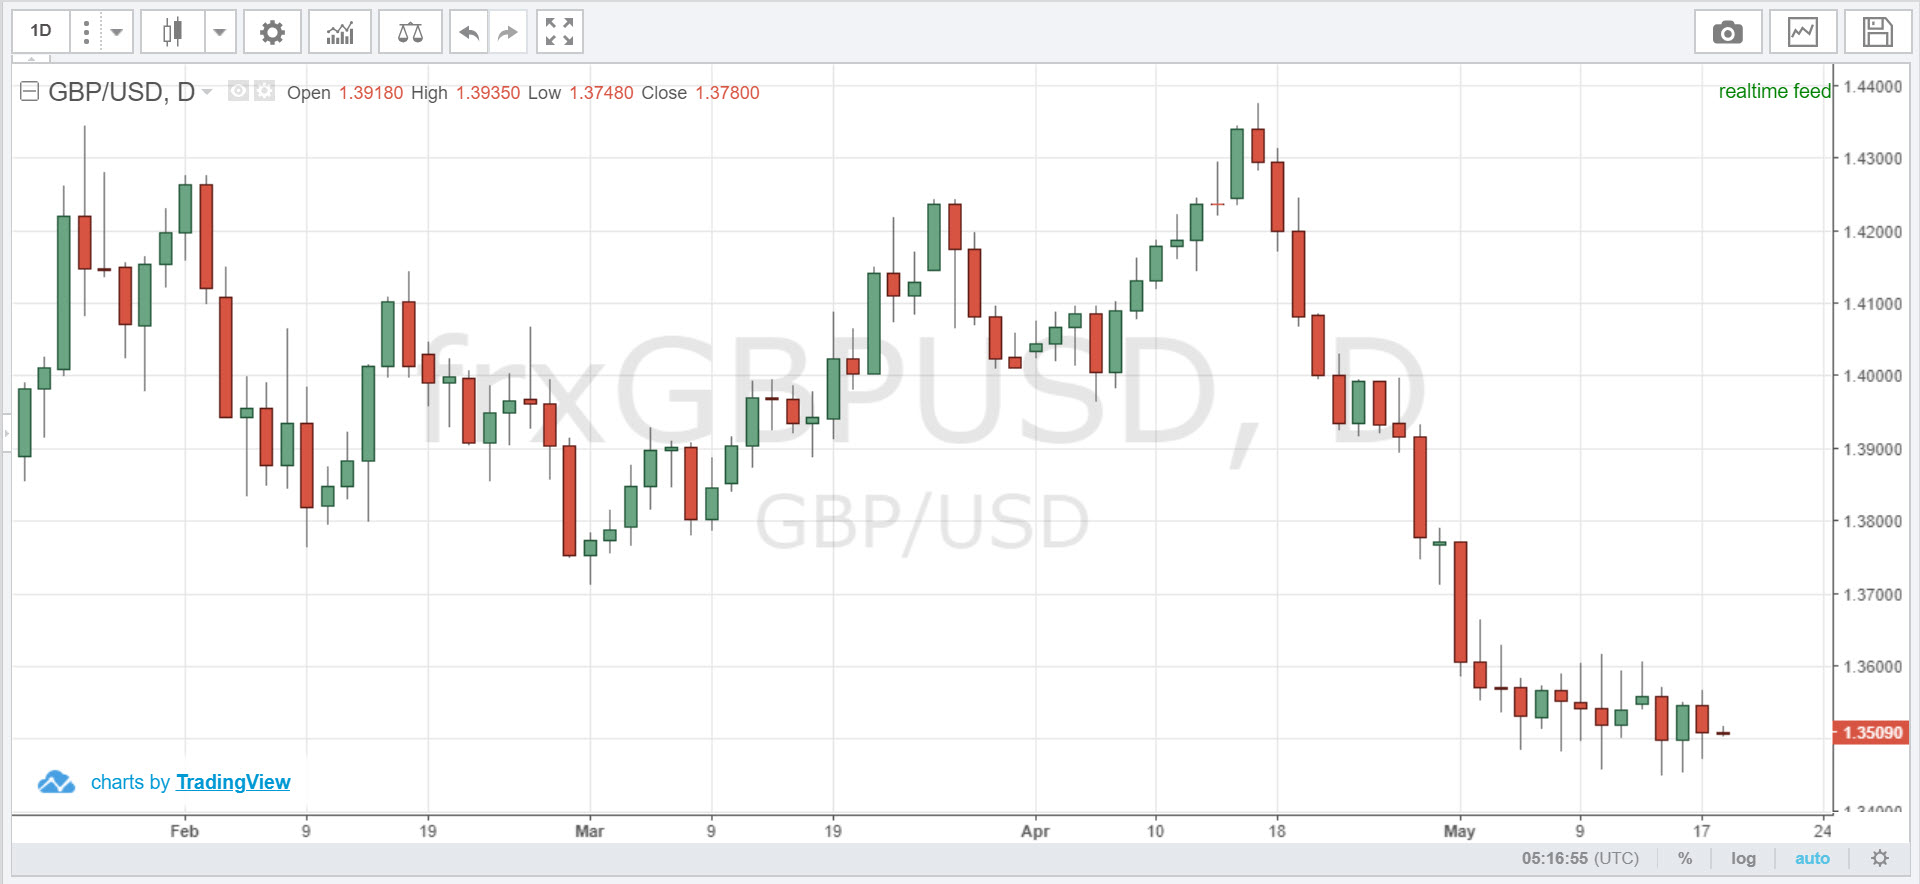 1D
GBP/USD, D Open 1.39180 High 1.39350 Low 1.37480 Close 1.37800
realtime feed
1.44000
1.43000
1.42000
1.41000
1.40000
1.39000
1.38000
1.37000
1.36000
1.35090
1.34000
frxGBPUSD, D
GBP/USD
charts by TradingView
Feb 9 19 Mar 9 19 Apr 10 18 May 9 17 24
05:16:55 (UTC) % log auto